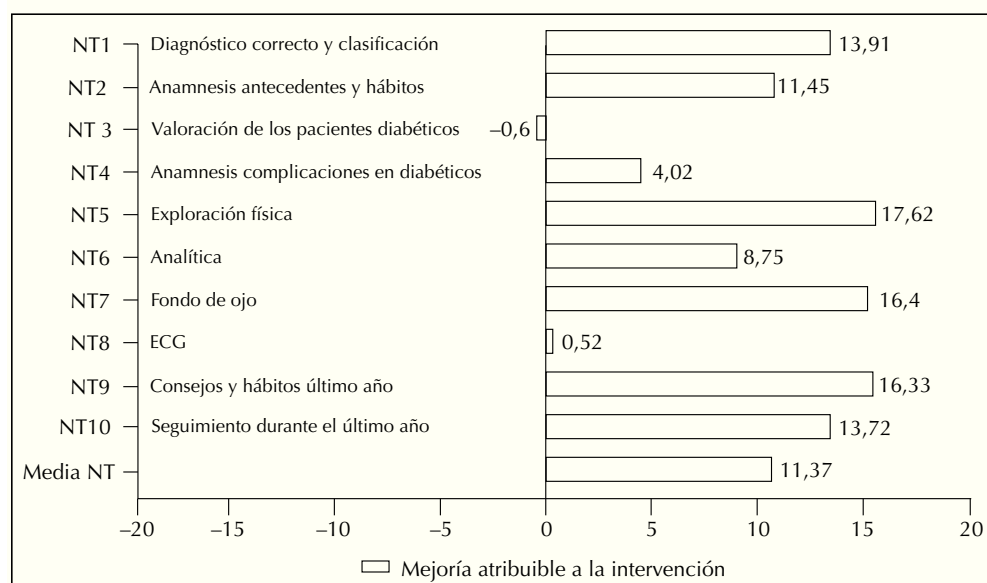 NT1 Diagnóstico correcto y clasificación 13,91
NT2 Anamnesis antecedentes y hábitos 11,45
NT 3 Valoración de los pacientes diabéticos –0,6
NT4 Anamnesis complicaciones en diabéticos 4,02
NT5 Exploración física 17,62
NT6 Analítica 8,75
NT7 Fondo de ojo 16,4
NT8 ECG 0,52
NT9 Consejos y hábitos último año 16,33
NT10 Seguimiento durante el último año 13,72
Media NT 11,37
–20 –15 –10 –5 0 5 10 15 20
Mejoría atribuible a la intervención